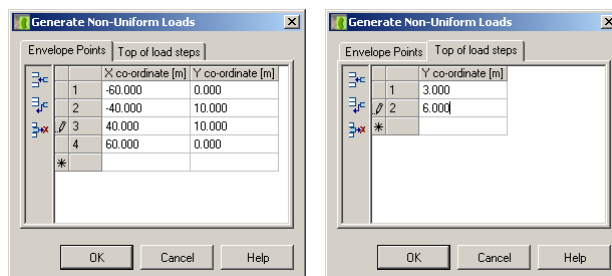 Generate Non-Uniform Loads
Envelope Points Top of load steps
X co-ordinate [m] Y co-ordinate [m]
1 -60.000 0.000
2 -40.000 10.000
3 40.000 10.000
4 60.000 0.000
OK Cancel Help
Generate Non-Uniform Loads
Envelope Points Top of load steps
Y co-ordinate [m]
1 3.000
2 6.000
OK Cancel Help